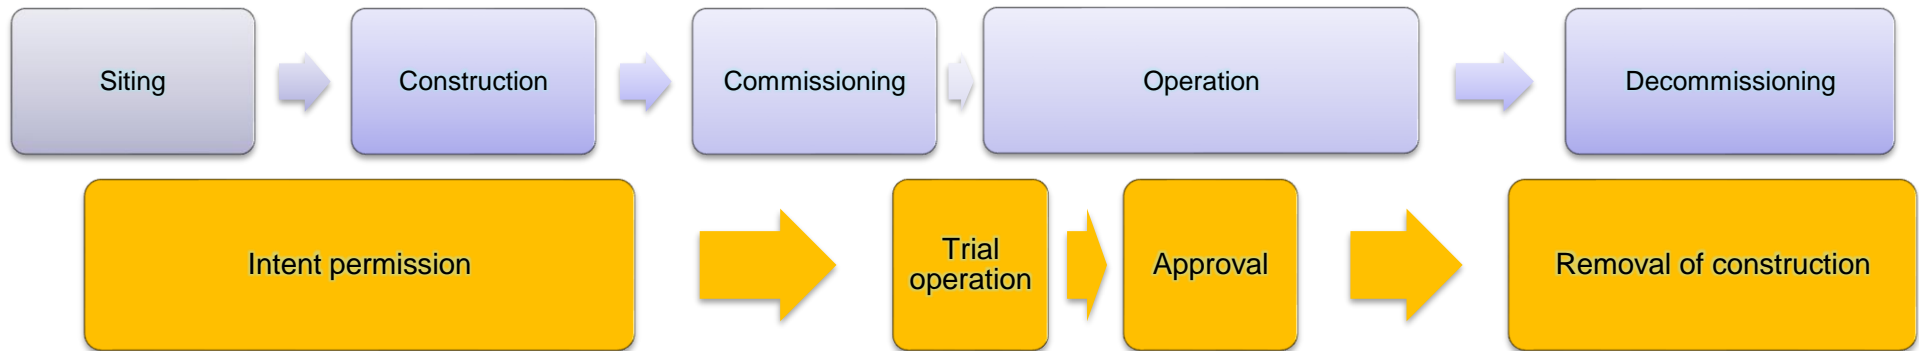 Siting
Construction
Commissioning
Operation
Decommissioning
Intent permission
Trial
operation
Approval
Removal of construction